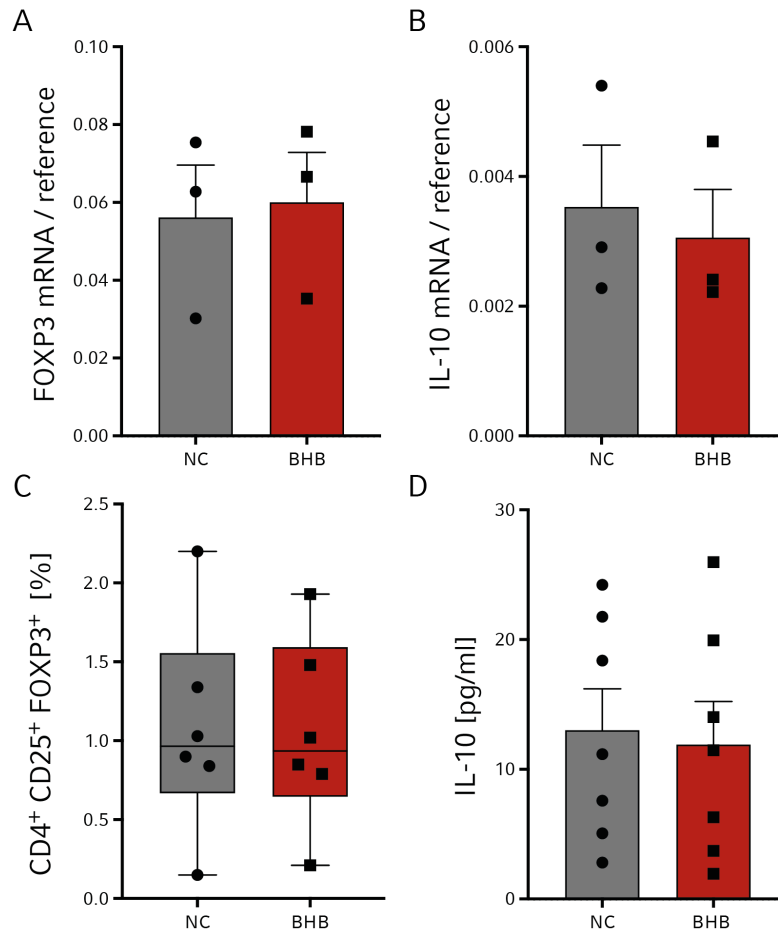 A
FOXP3 mRNA / reference
0.10
0.08
0.06
0.04
0.02
0.00
NC
BHB
B
IL-10 mRNA / reference
0.006
0.004
0.002
0.000
NC
BHB
C
CD4⁺ CD25⁺ FOXP3⁺ [%]
2.5
2.0
1.5
1.0
0.5
0.0
NC
BHB
D
IL-10 [pg/ml]
30
20
10
0
NC
BHB